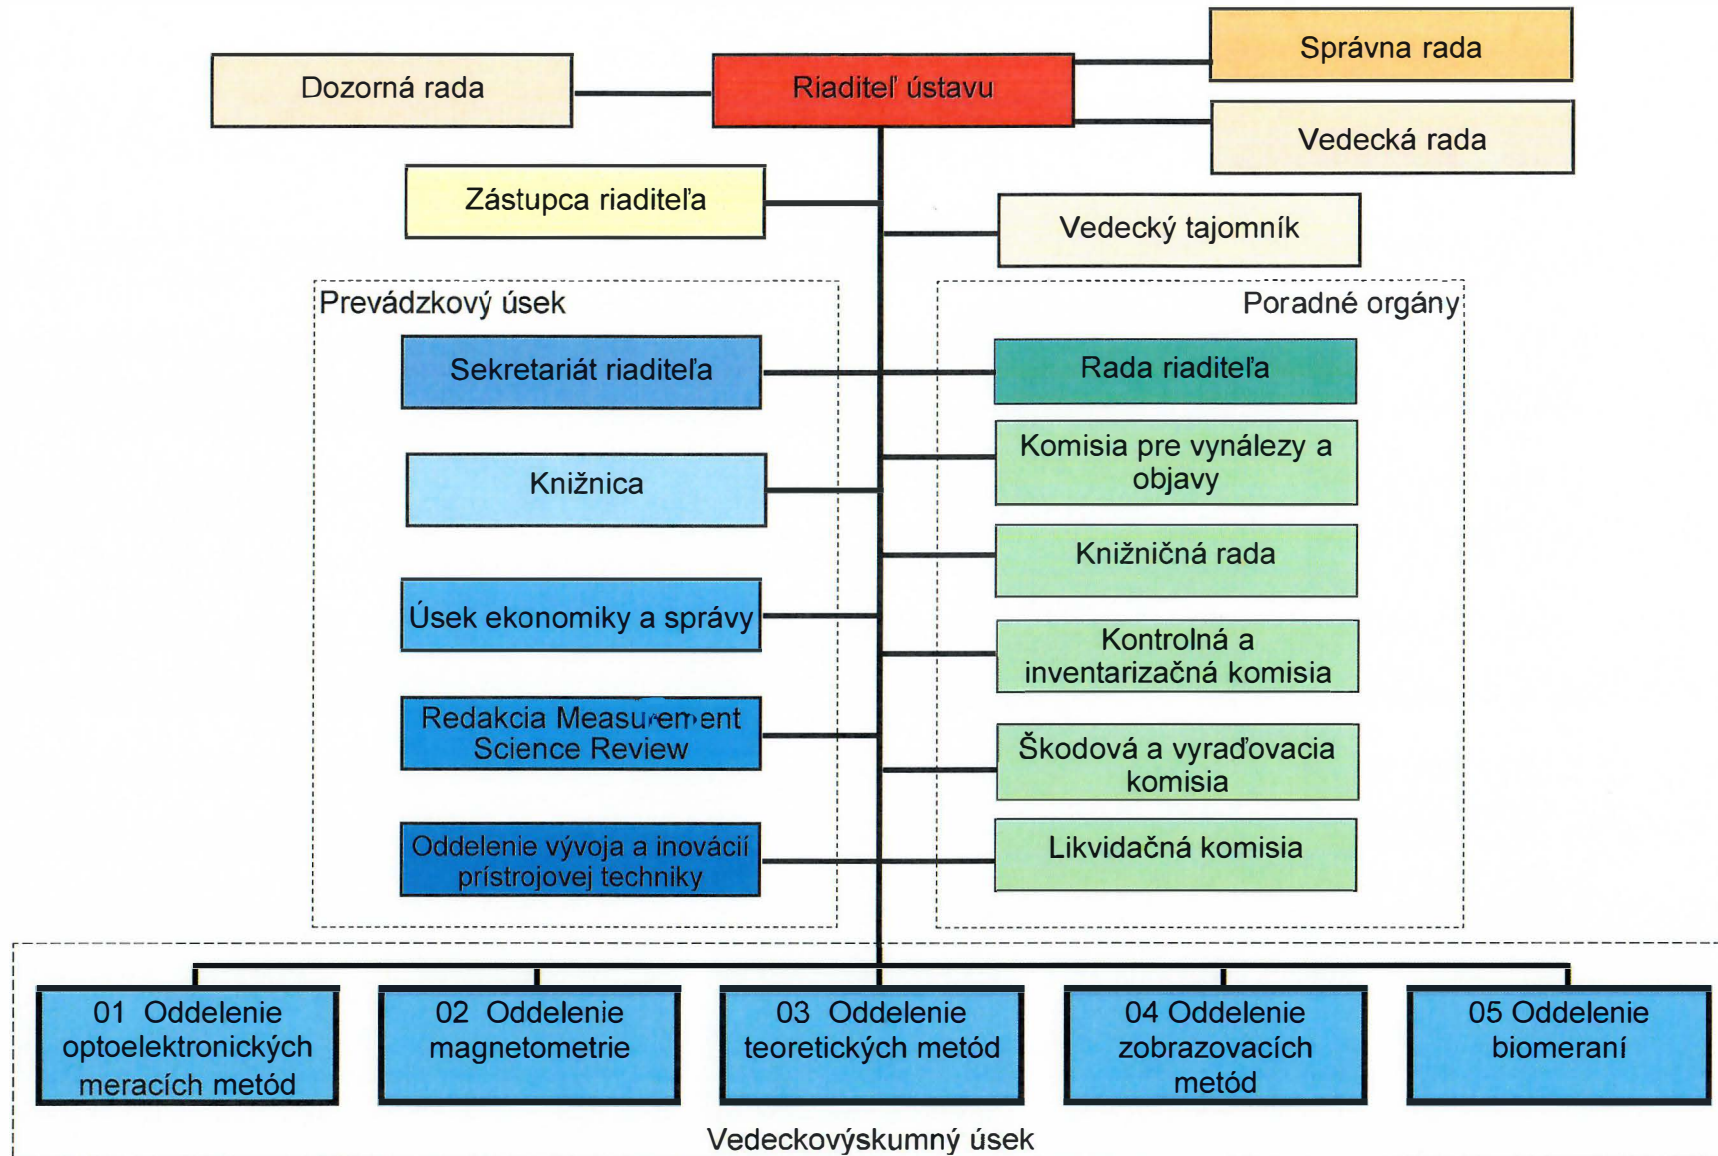 Správna rada
Dozorná rada
Riaditeľ ústavu
Vedecká rada
Zástupca riaditeľa
Vedecký tajomník
Prevádzkový úsek
Sekretariát riaditeľa
Knižnica
Úsek ekonomiky a správy
Redakcia Measurement
Science Review
Oddelenie vývoja a inovácií
prístrojovej techniky
Poradné orgány
Rada riaditeľa
Komisia pre vynálezy a
objavy
Knižničná rada
Kontrolná a
inventarizačná komisia
Škodová a vyraďovacia
komisia
Likvidačná komisia
01 Oddelenie
optoelektronických
meracích metód
02 Oddelenie
magnetometrie
03 Oddelenie
teoretických metód
04 Oddelenie
zobrazovacích
metód
05 Oddelenie
biomeraní
Vedeckovýskumný úsek